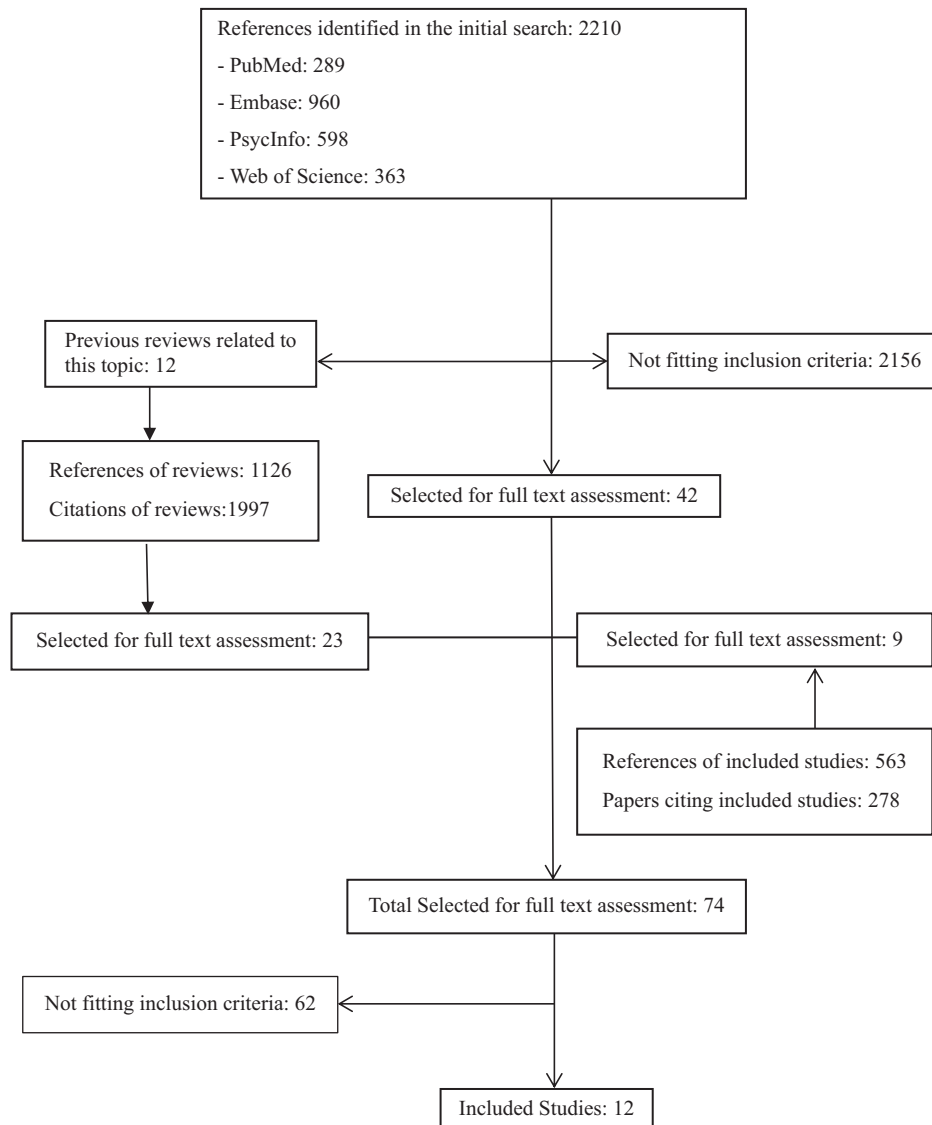 References identified in the initial search: 2210
- PubMed: 289
- Embase: 960
- PsycInfo: 598
- Web of Science: 363
Previous reviews related to
this topic: 12
Not fitting inclusion criteria: 2156
References of reviews: 1126
Citations of reviews:1997
Selected for full text assessment: 42
Selected for full text assessment: 23
Selected for full text assessment: 9
References of included studies: 563
Papers citing included studies: 278
Total Selected for full text assessment: 74
Not fitting inclusion criteria: 62
Included Studies: 12